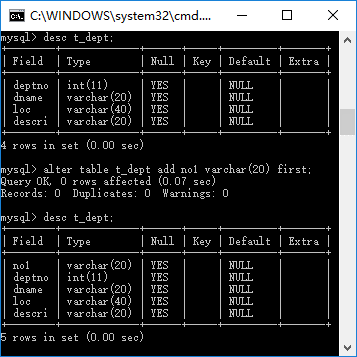 C:\WINDOWS\system32\cmd....
mysql> desc t_dept;
+--------+-------------+------+-----+---------+-------+
| Field  | Type        | Null | Key | Default | Extra |
+--------+-------------+------+-----+---------+-------+
| deptno | int(11)     | YES  |     | NULL    |       |
| dname  | varchar(20) | YES  |     | NULL    |       |
| loc    | varchar(40) | YES  |     | NULL    |       |
| descri | varchar(20) | YES  |     | NULL    |       |
+--------+-------------+------+-----+---------+-------+
4 rows in set (0.00 sec)
mysql> alter table t_dept add no1 varchar(20) first;
Query OK, 0 rows affected (0.07 sec)
Records: 0  Duplicates: 0  Warnings: 0
mysql> desc t_dept;
+--------+-------------+------+-----+---------+-------+
| Field  | Type        | Null | Key | Default | Extra |
+--------+-------------+------+-----+---------+-------+
| no1    | varchar(20) | YES  |     | NULL    |       |
| deptno | int(11)     | YES  |     | NULL    |       |
| dname  | varchar(20) | YES  |     | NULL    |       |
| loc    | varchar(40) | YES  |     | NULL    |       |
| descri | varchar(20) | YES  |     | NULL    |       |
+--------+-------------+------+-----+---------+-------+
5 rows in set (0.00 sec)